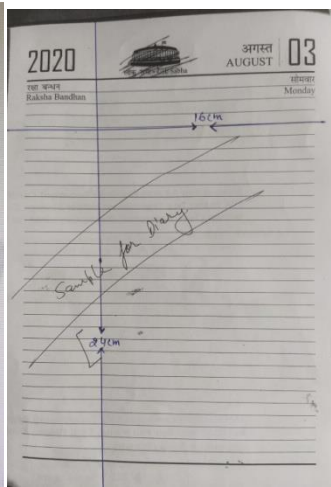 2020
अगस्त
AUGUST
03
रक्षा बन्धन
Raksha Bandhan
सोमवार
Monday
16cm
Sample for Diary
24cm